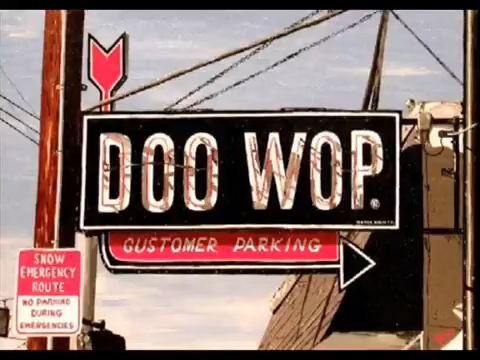 DOO WOP®
CUSTOMER PARKING
SNOW
EMERGENCY
ROUTE
NO PARKING
DURING
EMERGENCIES